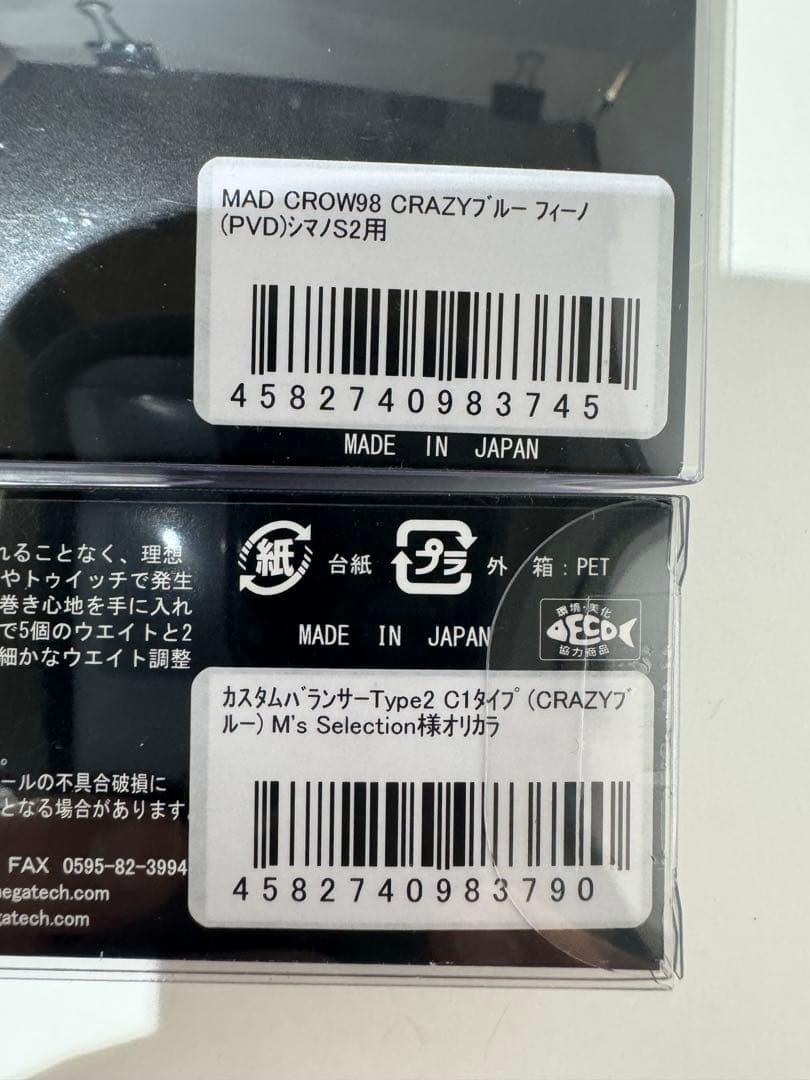 MAD CROW98 CRAZYブルー フィーノ
(PVD)シマノS2用
4582740983745
MADE IN JAPAN
れることなく、理想
やトゥイッチで発生
巻き心地を手に入れ
で5個のウエイトと2
細かなウエイト調整
紙 台紙 プラ 外 箱：PET
MADE IN JAPAN
環境・美化
ECO
協力商品
カスタムバランサーType2 C1タイプ (CRAZYブ
ルー) M's Selection様オリカラ
4582740983790
。
ールの不具合破損に
となる場合があります。
FAX 0595-82-3994
egatech.com
gatech.com